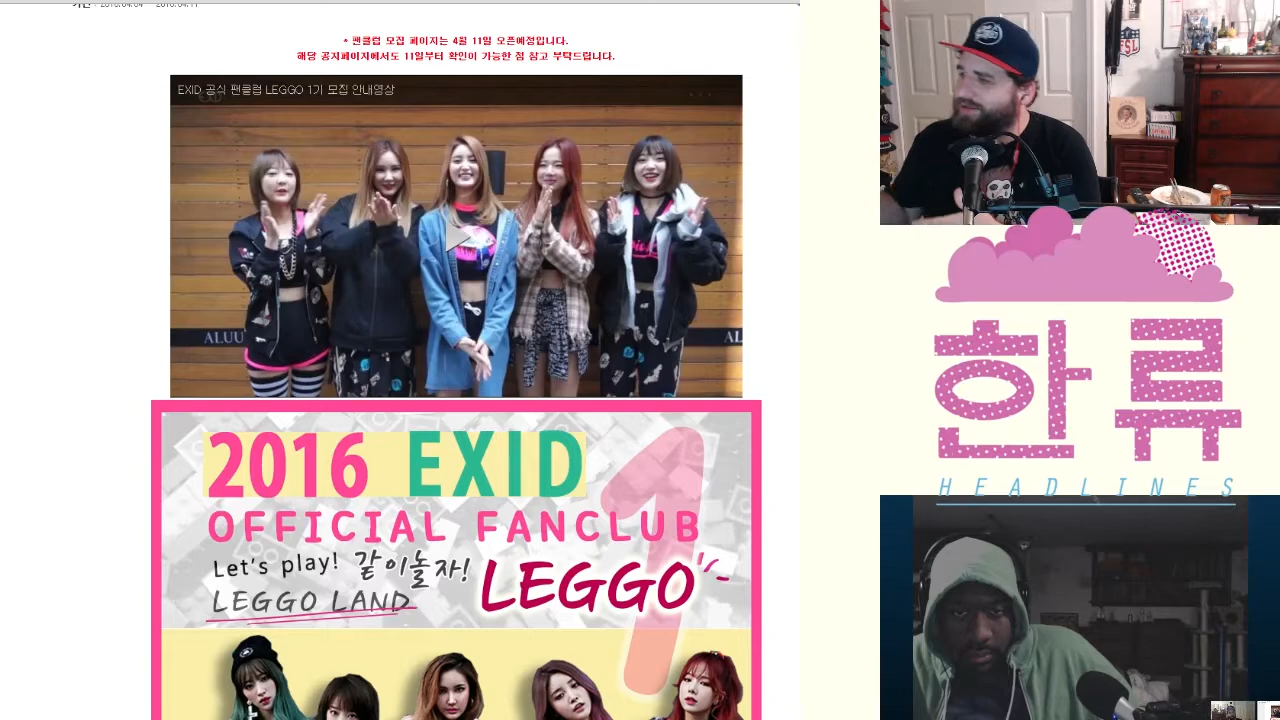 * 팬클럽 모집 페이지는 4월 11일 오픈예정입니다.
해당 공지페이지에서도 11일부터 확인이 가능한 점 참고 부탁드립니다.
EXID 공식 팬클럽 LEGGO 1기 모집 안내영상
ALUU
AL
2016 EXID
OFFICIAL FANCLUB
1
Let's play! 같이놀자!
LEGGO
LEGGO LAND
NFL
한류
HEADLINES